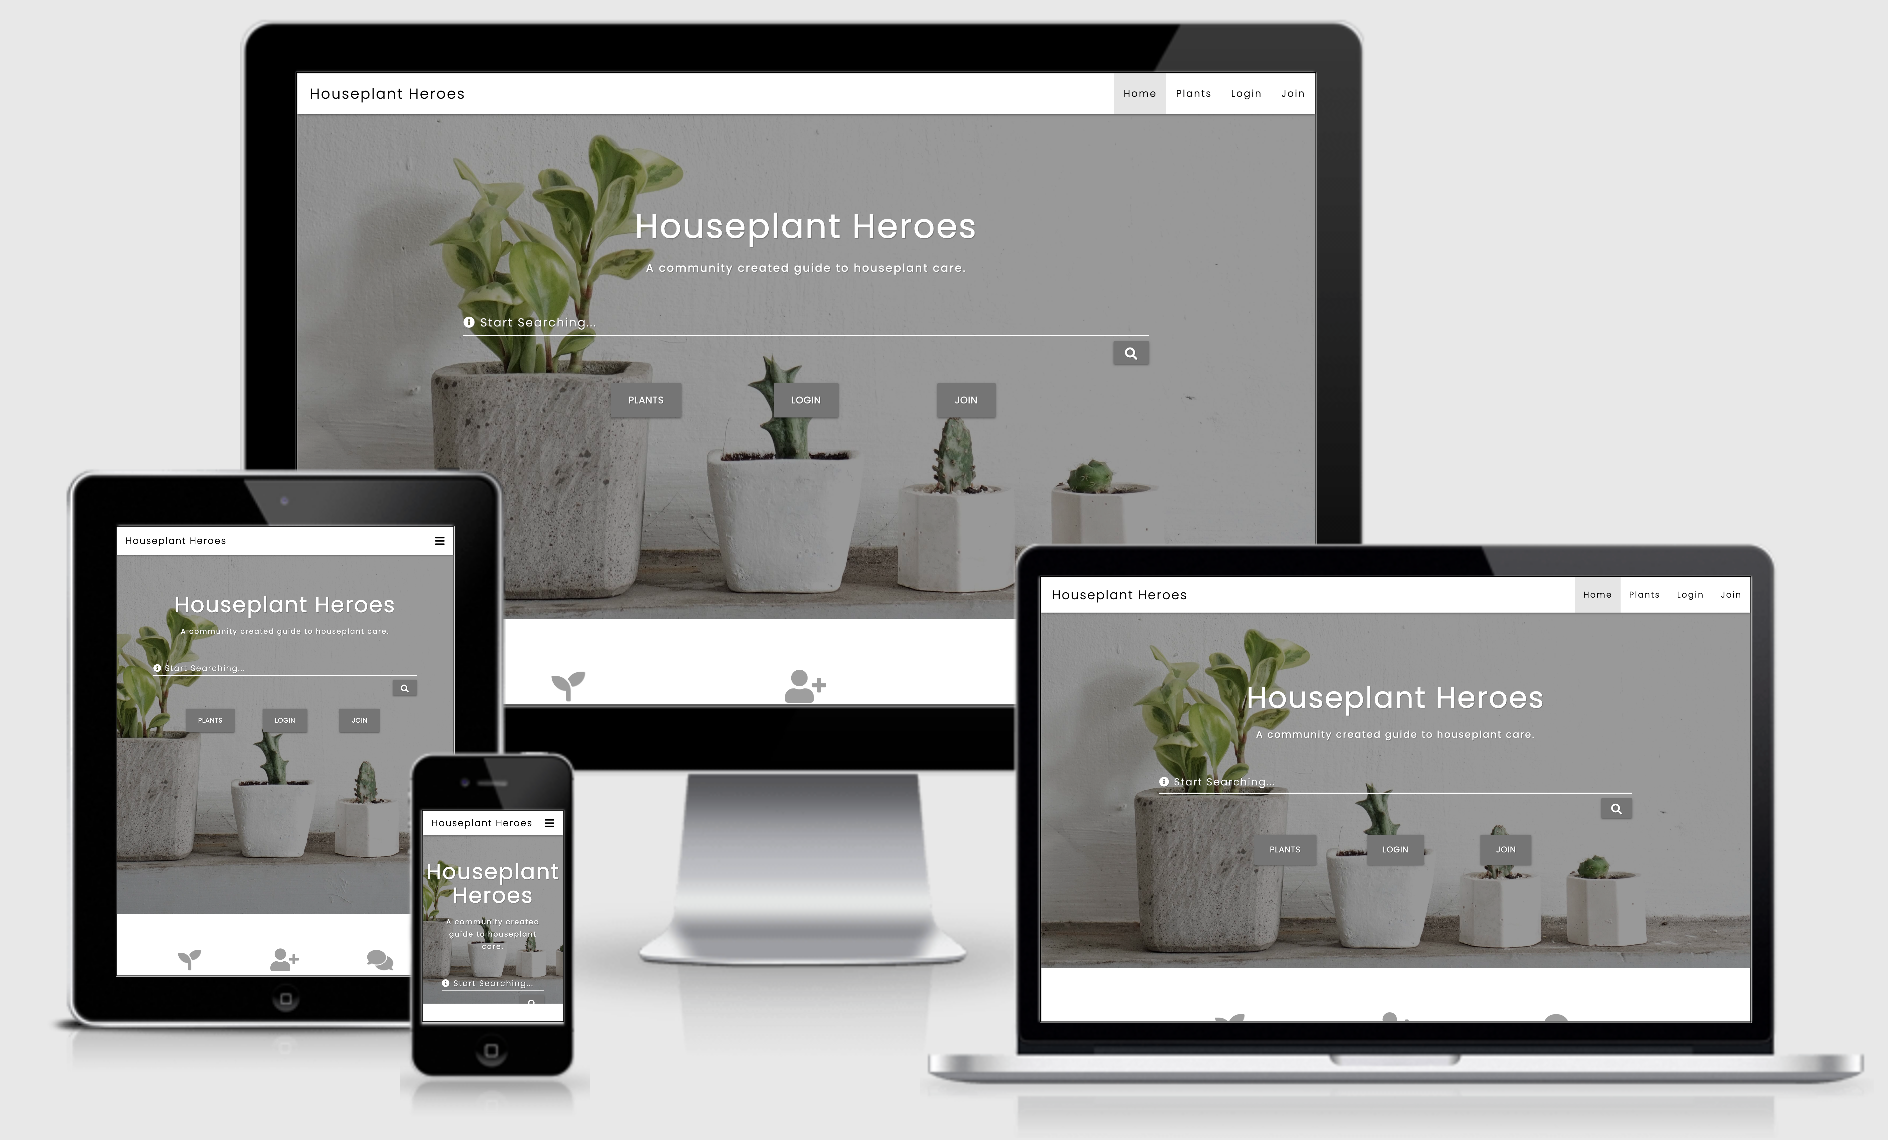 Houseplant Heroes
Home Plants Login Join
Houseplant Heroes
A community created guide to houseplant care.
Start Searching...
PLANTS LOGIN JOIN
Houseplant Heroes
Houseplant Heroes
A community created guide to houseplant care.
Start Searching...
PLANTS LOGIN JOIN
Houseplant Heroes
Houseplant
Heroes
A community created
guide to houseplant
care.
Start Searching...
Houseplant Heroes
Home Plants Login Join
Houseplant Heroes
A community created guide to houseplant care.
Start Searching...
PLANTS LOGIN JOIN